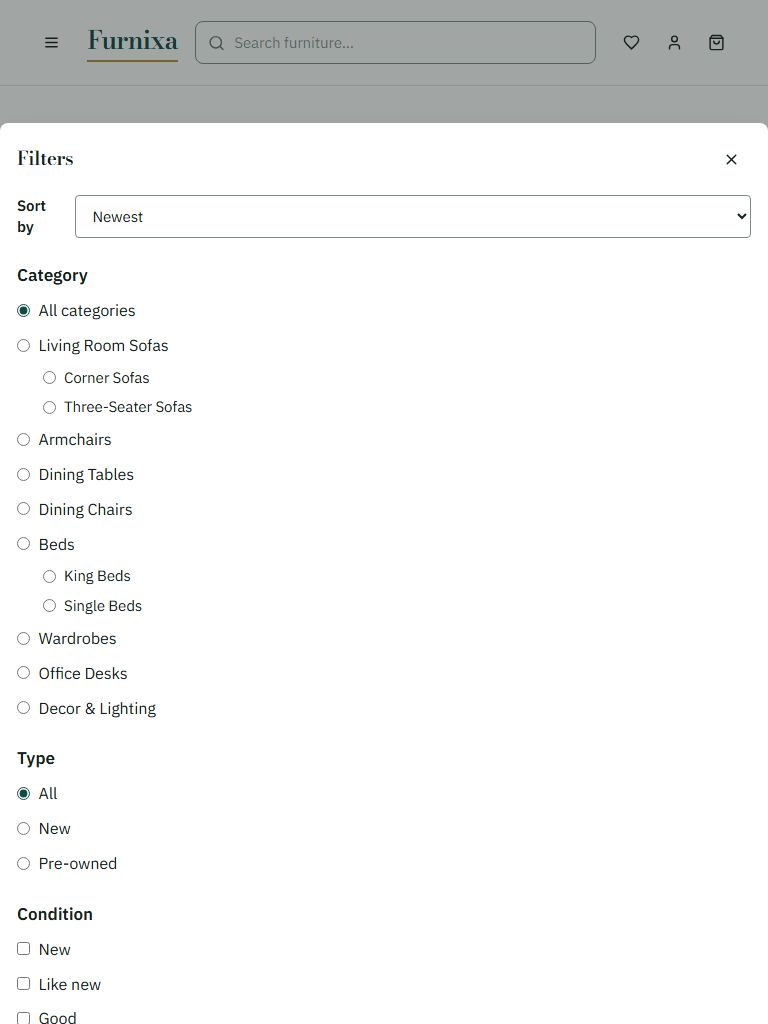 Furnixa
Search furniture...
Filters
Sort
by
Newest
Category
All categories
Living Room Sofas
Corner Sofas
Three-Seater Sofas
Armchairs
Dining Tables
Dining Chairs
Beds
King Beds
Single Beds
Wardrobes
Office Desks
Decor & Lighting
Type
All
New
Pre-owned
Condition
New
Like new
Good